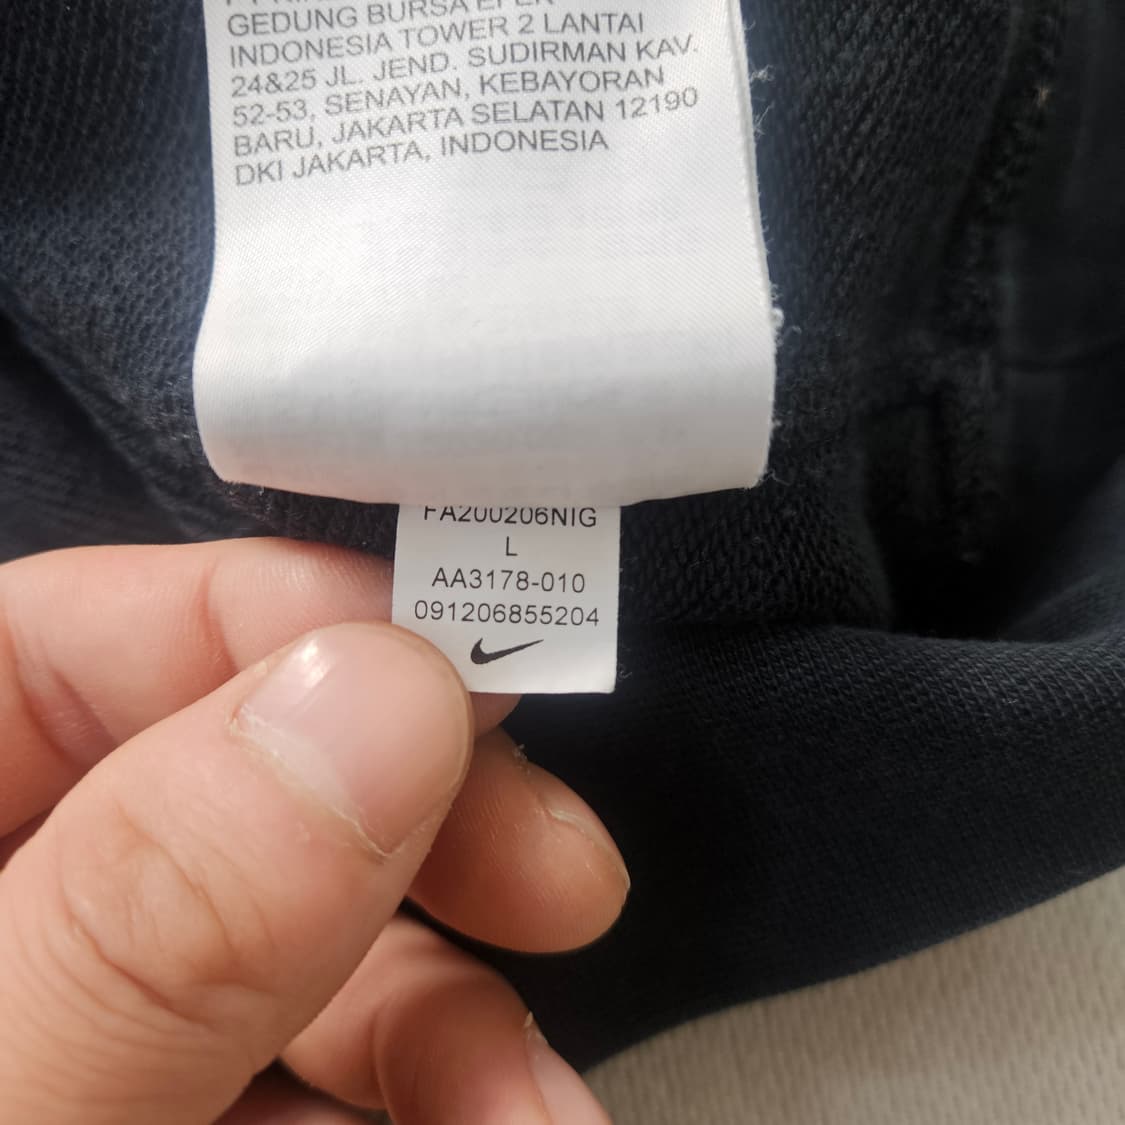 GEDUNG BURSA EFEK
INDONESIA TOWER 2 LANTAI
24&25 JL. JEND. SUDIRMAN KAV.
52-53, SENAYAN, KEBAYORAN
BARU, JAKARTA SELATAN 12190
DKI JAKARTA, INDONESIA
FA200206NIG
L
AA3178-010
091206855204